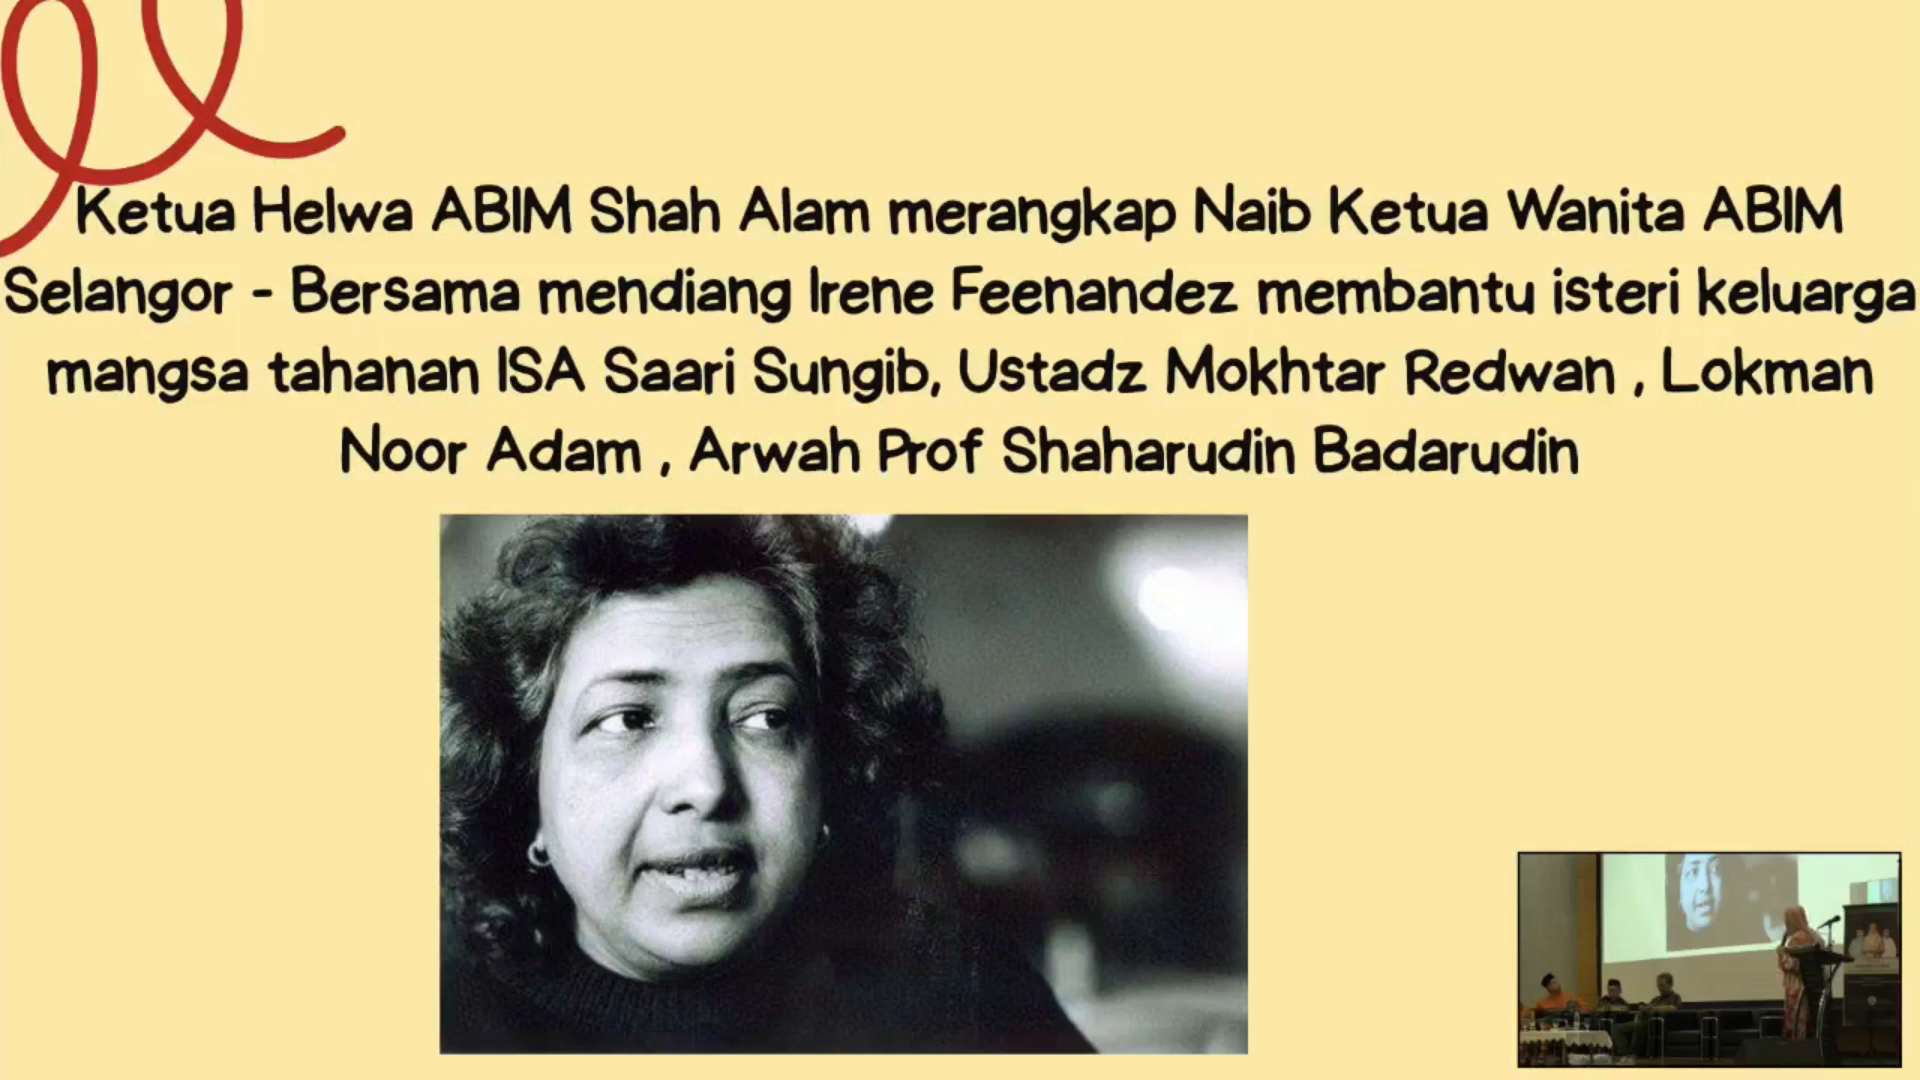 Ketua Helwa ABIM Shah Alam merangkap Naib Ketua Wanita ABIM
Selangor - Bersama mendiang Irene Feenandez membantu isteri keluarga
mangsa tahanan ISA Saari Sungib, Ustadz Mokhtar Redwan , Lokman
Noor Adam , Arwah Prof Shaharudin Badarudin